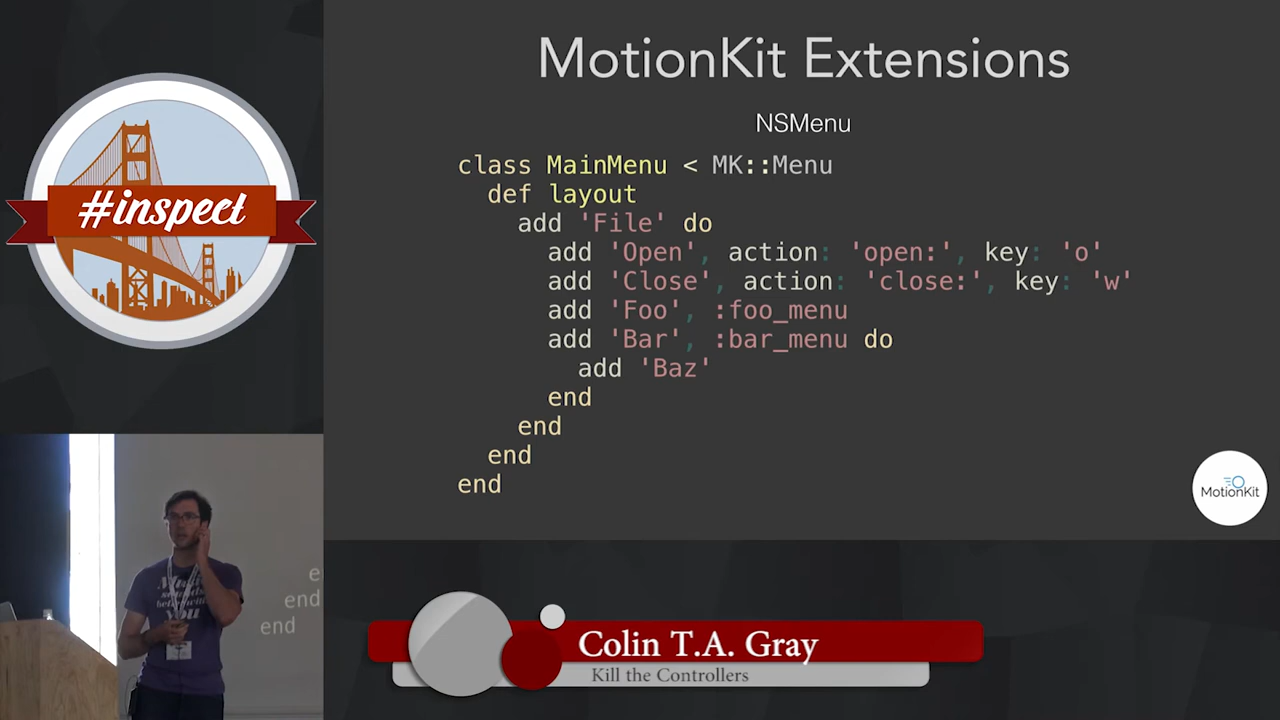 MotionKit Extensions
NSMenu
class MainMenu < MK::Menu
  def layout
    add 'File' do
      add 'Open', action: 'open:', key: 'o'
      add 'Close', action: 'close:', key: 'w'
      add 'Foo', :foo_menu
      add 'Bar', :bar_menu do
        add 'Baz'
      end
    end
  end
end
MotionKit
#inspect
e
end
end
YOU
Colin T.A. Gray
Kill the Controllers